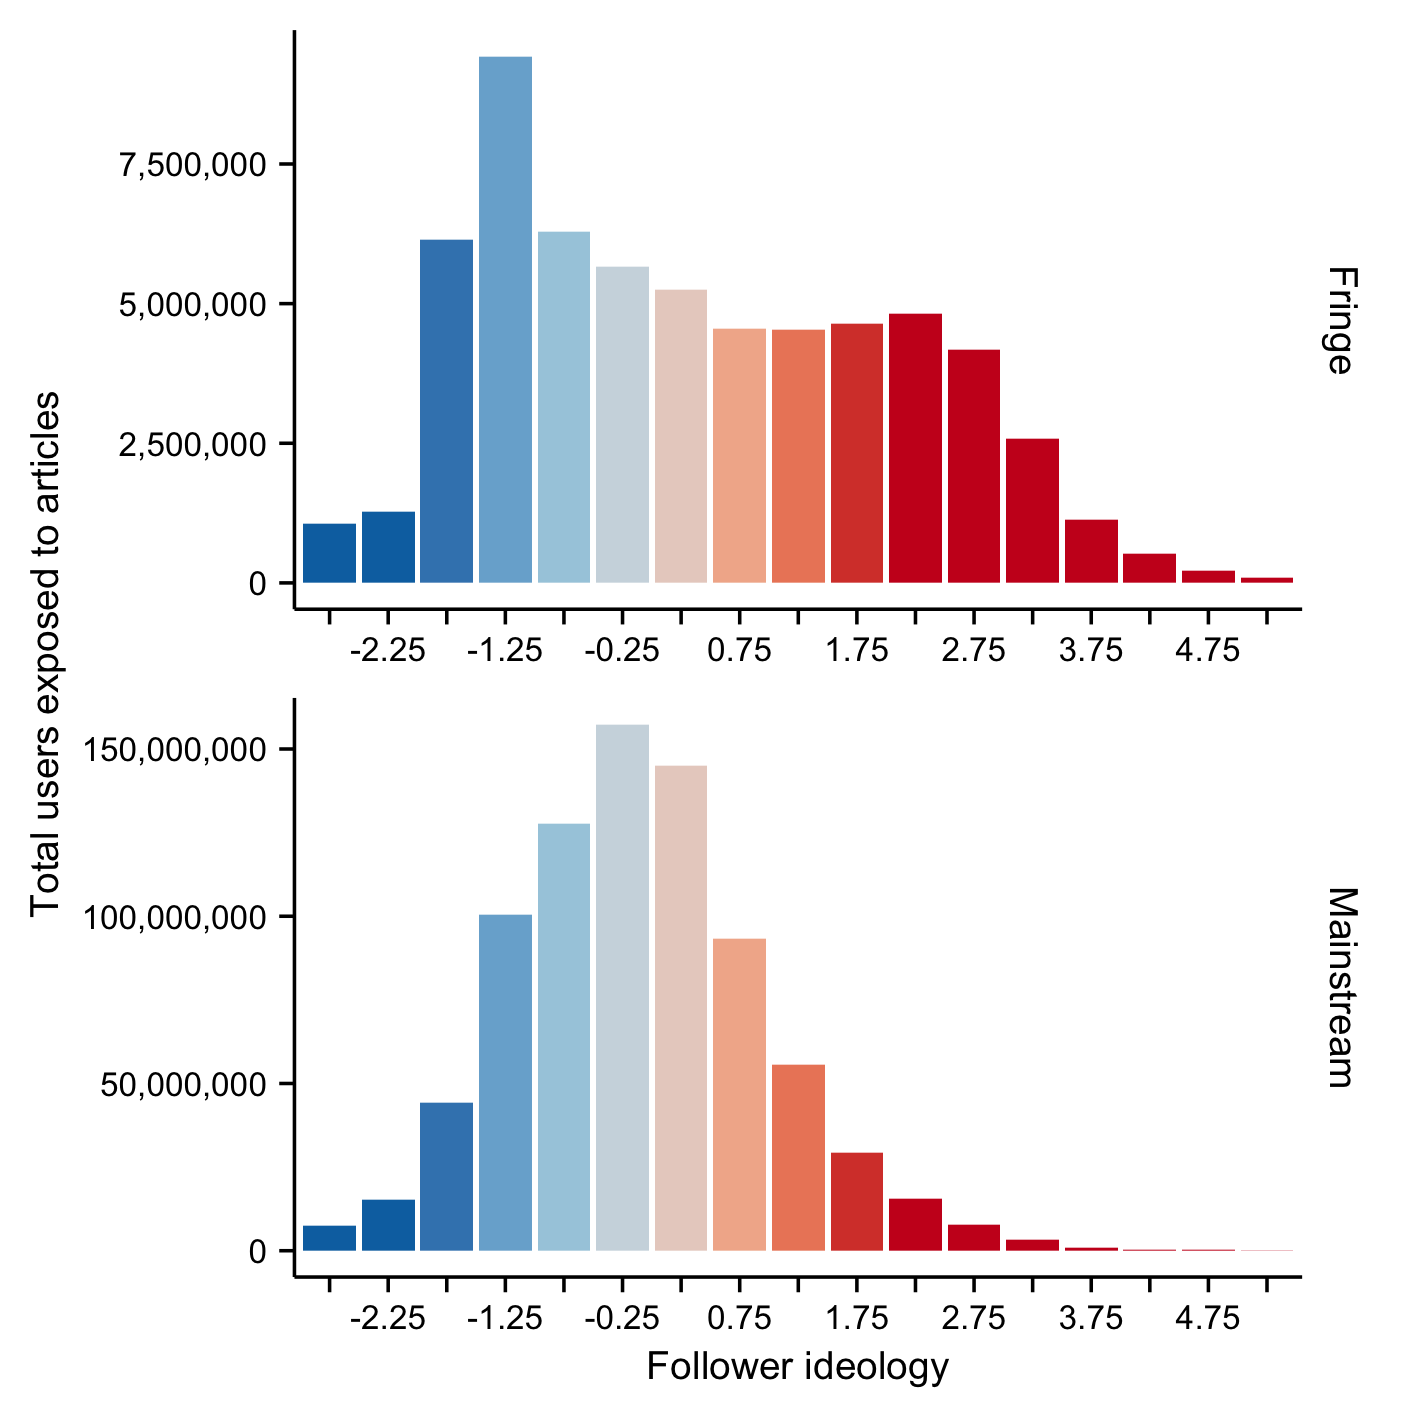 Total users exposed to articles
7,500,000
5,000,000
2,500,000
0
-2.25 -1.25 -0.25 0.75 1.75 2.75 3.75 4.75
Fringe
150,000,000
100,000,000
50,000,000
0
-2.25 -1.25 -0.25 0.75 1.75 2.75 3.75 4.75
Mainstream
Follower ideology